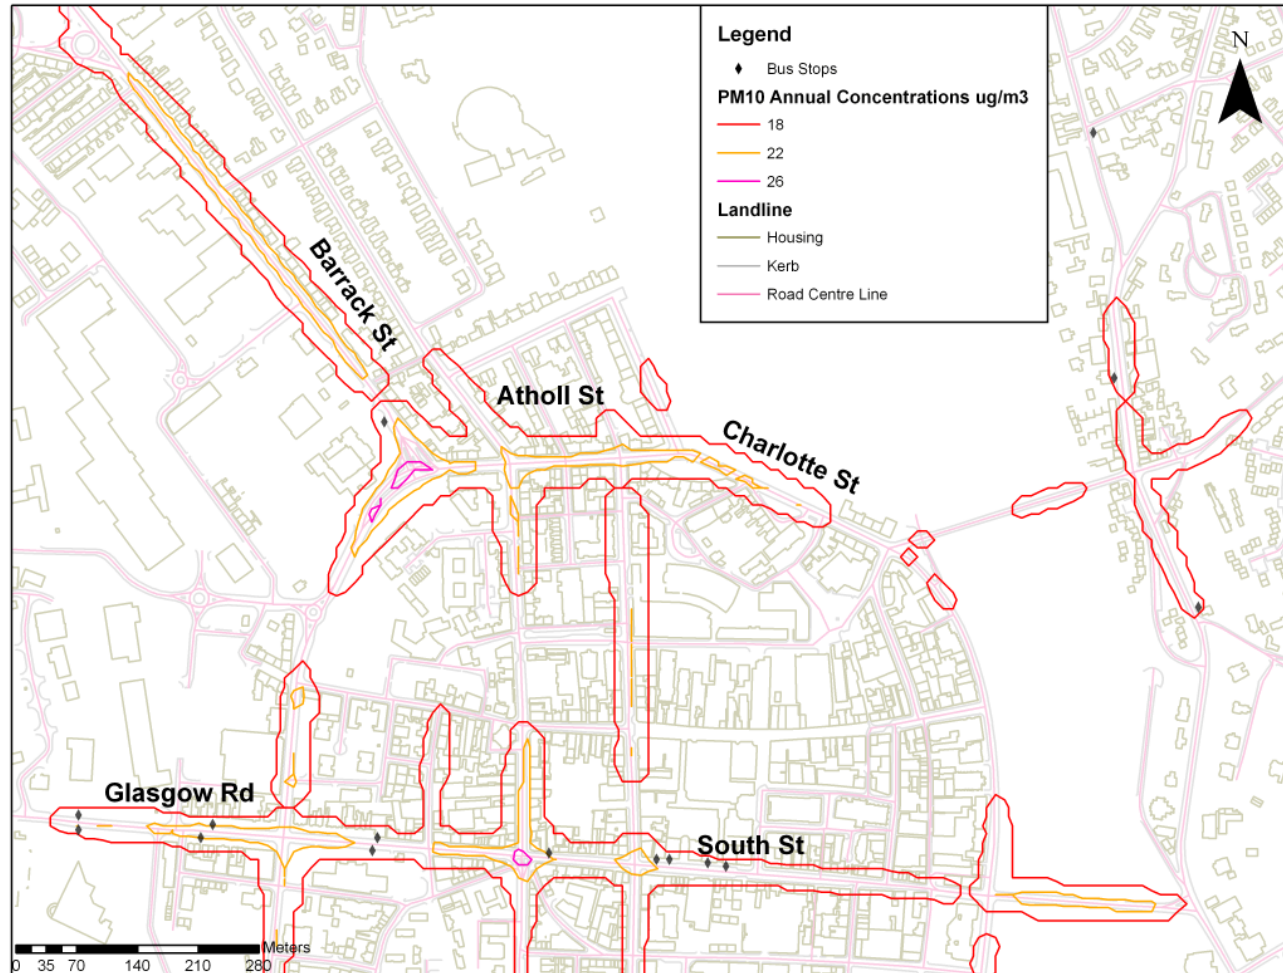 Legend
Bus Stops
PM10 Annual Concentrations ug/m3
18
22
26
Landline
Housing
Kerb
Road Centre Line
N
Barrack St
Atholl St
Charlotte St
Glasgow Rd
South St
Meters
0 35 70 140 210 280